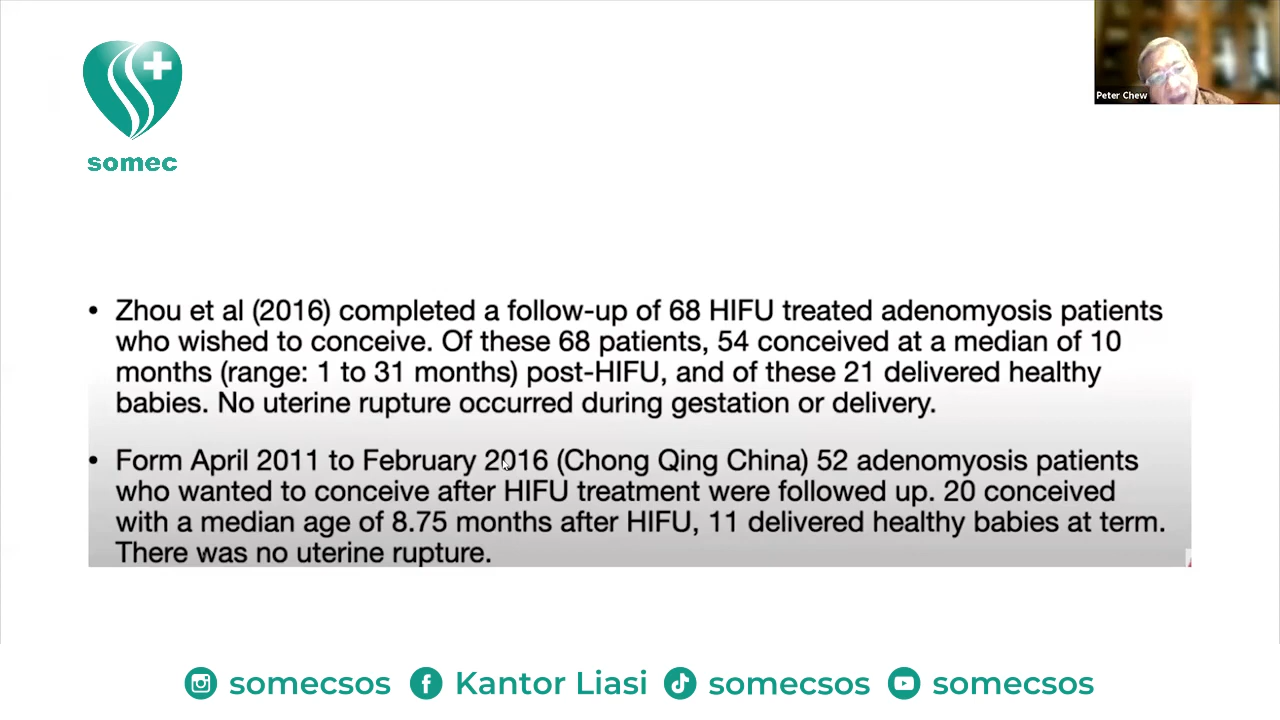 somec
Peter Chew
• Zhou et al (2016) completed a follow-up of 68 HIFU treated adenomyosis patients
who wished to conceive. Of these 68 patients, 54 conceived at a median of 10
months (range: 1 to 31 months) post-HIFU, and of these 21 delivered healthy
babies. No uterine rupture occurred during gestation or delivery.
• Form April 2011 to February 2016 (Chong Qing China) 52 adenomyosis patients
who wanted to conceive after HIFU treatment were followed up. 20 conceived
with a median age of 8.75 months after HIFU, 11 delivered healthy babies at term.
There was no uterine rupture.
somecsos Kantor Liasi somecsos somecsos